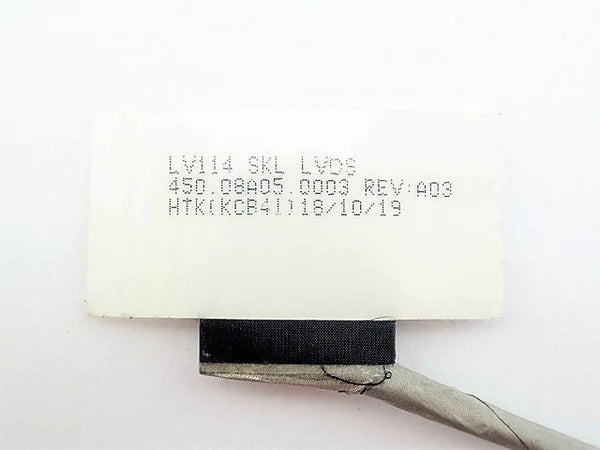 LV114 SKL LVDS
450.08A05.0003 REV:A03
HTK(KCB41)18/10/19